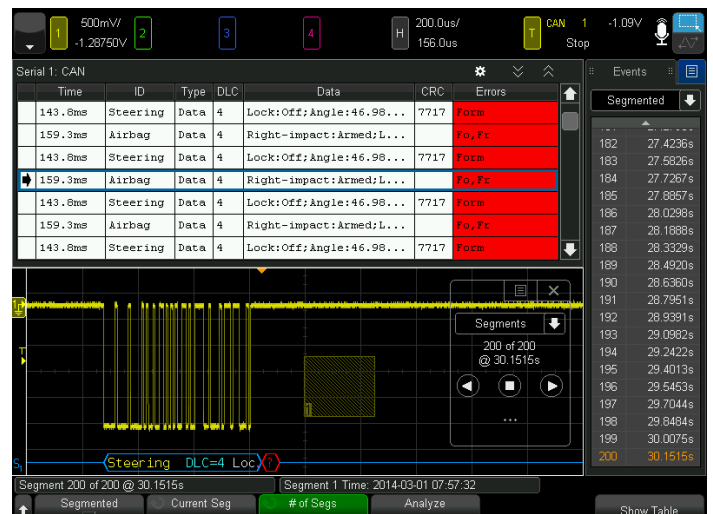 1 500mV/ -1.28750V 2 3 4 H 200.0us/ 156.0us T CAN 1 Stop -1.09V
Serial 1: CAN
Time ID Type DLC Data CRC Errors
143.8ms Steering Data 4 Lock:Off;Angle:46.98... 7717 Form
159.3ms Airbag Data 4 Right-impact:Armed;L... Fo,Fr
143.8ms Steering Data 4 Lock:Off;Angle:46.98... 7717 Form
159.3ms Airbag Data 4 Right-impact:Armed;L... Fo,Fr
143.8ms Steering Data 4 Lock:Off;Angle:46.98... 7717 Form
159.3ms Airbag Data 4 Right-impact:Armed;L... Fo,Fr
143.8ms Steering Data 4 Lock:Off;Angle:46.98... 7717 Form
Events
Segmented
182 27.4236s
183 27.5826s
184 27.7267s
185 27.8857s
186 28.0298s
187 28.1888s
188 28.3329s
189 28.4920s
190 28.6360s
191 28.7951s
192 28.9391s
193 29.0982s
194 29.2422s
195 29.4013s
196 29.5453s
197 29.7044s
198 29.8484s
199 30.0075s
200 30.1515s
1
T
Segments
200 of 200
@ 30.1515s
...
1
S1 Steering DLC=4 Loc ?
Segment 200 of 200 @ 30.1515s Segment 1 Time: 2014-03-01 07:57:32
Segmented Current Seg # of Segs Analyze Show Table